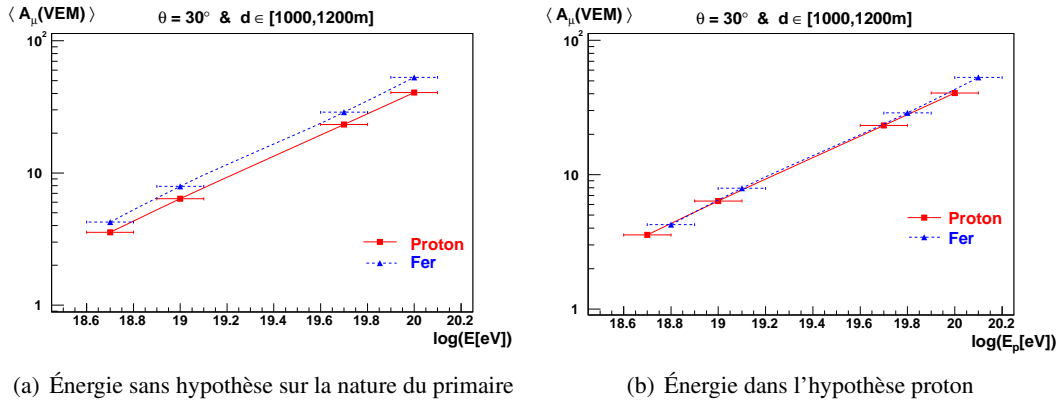 ⟨ A_μ(VEM) ⟩
θ = 30° & d ∈ [1000,1200m]
10²
10
1
Proton
Fer
18.6 18.8 19 19.2 19.4 19.6 19.8 20 20.2
log(E[eV])
(a) Énergie sans hypothèse sur la nature du primaire
⟨ A_μ(VEM) ⟩
θ = 30° & d ∈ [1000,1200m]
10²
10
1
Proton
Fer
18.6 18.8 19 19.2 19.4 19.6 19.8 20 20.2
log(E_p[eV])
(b) Énergie dans l'hypothèse proton